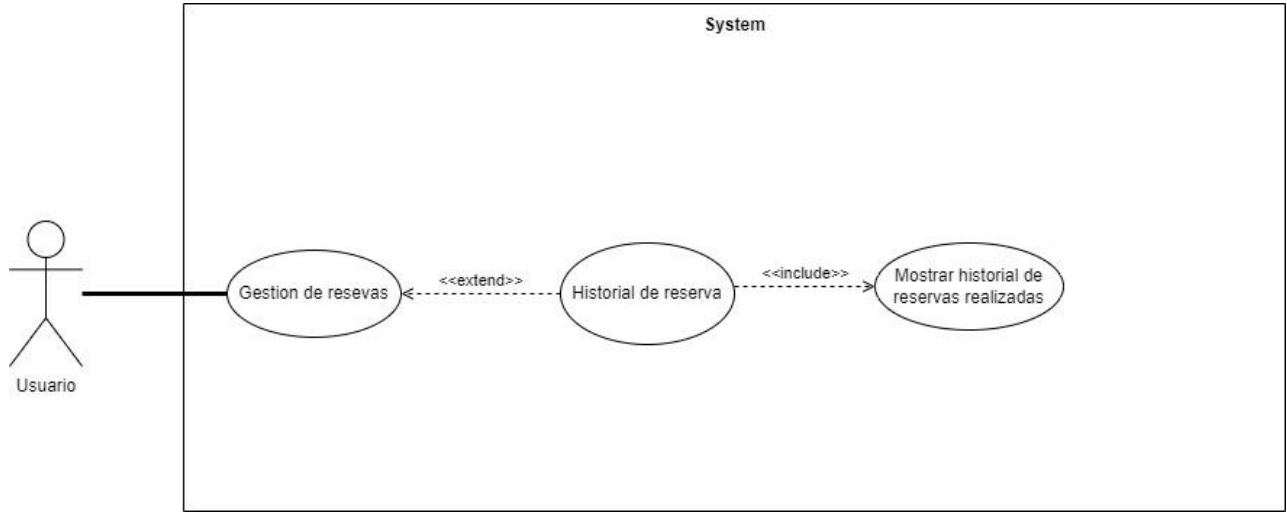 System
Gestion de resevas
<<extend>>
Historial de reserva
<<include>>
Mostrar historial de
reservas realizadas
Usuario